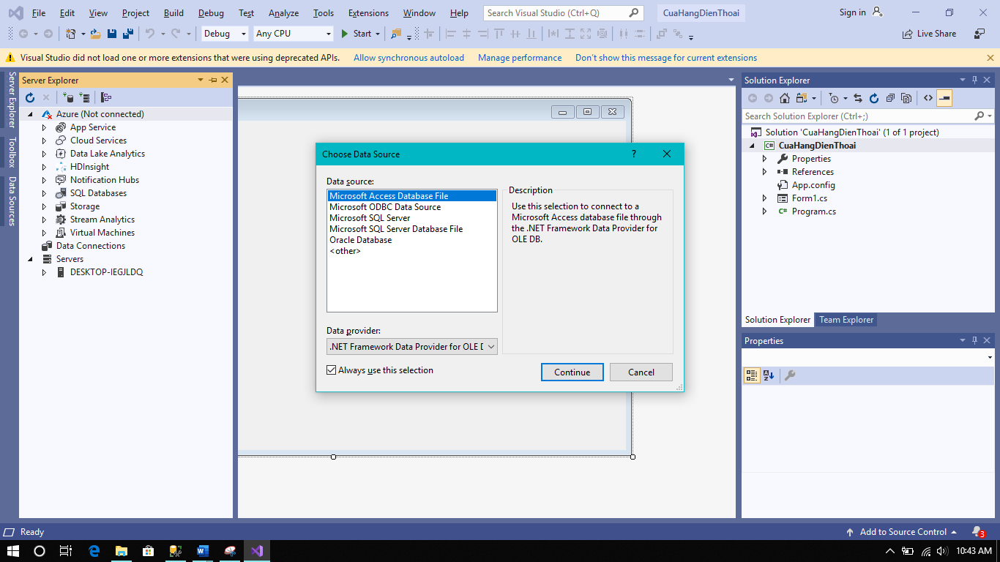 File Edit View Project Build Debug Test Analyze Tools Extensions Window Help Search Visual Studio (Ctrl+Q) CuaHangDienThoai Sign in
Debug Any CPU Start Live Share
Visual Studio did not load one or more extensions that were using deprecated APIs. Allow synchronous autoload Manage performance Don't show this message for current extensions
Server Explorer
Toolbox
Data Sources
Server Explorer
Azure (Not connected)
App Service
Cloud Services
Data Lake Analytics
HDInsight
Notification Hubs
SQL Databases
Storage
Stream Analytics
Virtual Machines
Data Connections
Servers
DESKTOP-IEGJLDQ
Choose Data Source ?
Data source:
Microsoft Access Database File
Microsoft ODBC Data Source
Microsoft SQL Server
Microsoft SQL Server Database File
Oracle Database
<other>
Description
Use this selection to connect to a
Microsoft Access database file through
the .NET Framework Data Provider for
OLE DB.
Data provider:
.NET Framework Data Provider for OLE D
Always use this selection
Continue Cancel
Solution Explorer
Search Solution Explorer (Ctrl+;)
Solution 'CuaHangDienThoai' (1 of 1 project)
C# CuaHangDienThoai
Properties
References
App.config
Form1.cs
C# Program.cs
Solution Explorer Team Explorer
Properties
Ready Add to Source Control 3
10:43 AM